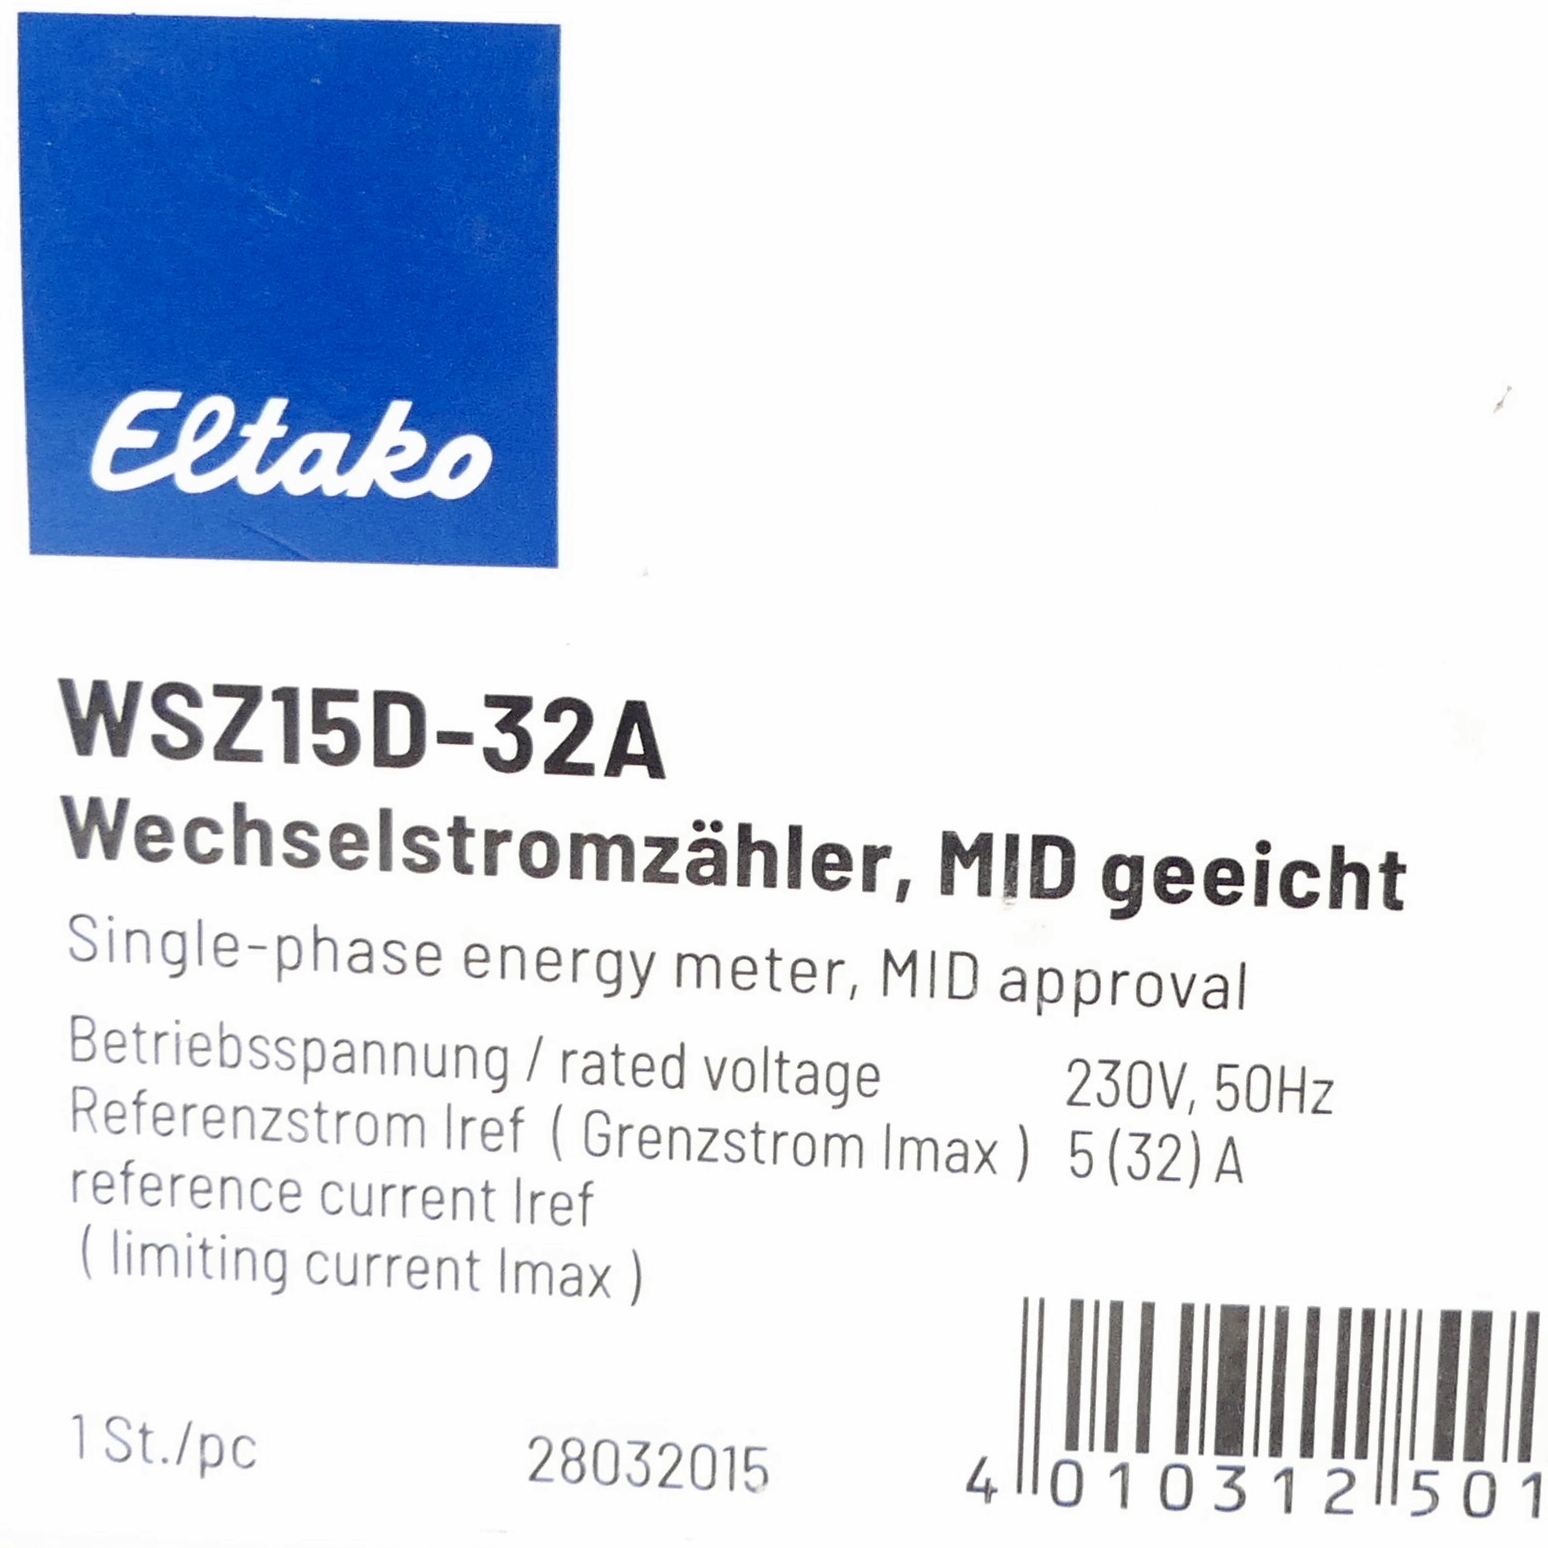 Eltako
WSZ15D-32A
Wechselstromzähler, MID geeicht
Single-phase energy meter, MID approval
Betriebsspannung / rated voltage 230V, 50Hz
Referenzstrom Iref ( Grenzstrom Imax ) 5 (32) A
reference current Iref
( limiting current Imax )
1 St./pc 28032015 4 010312 501